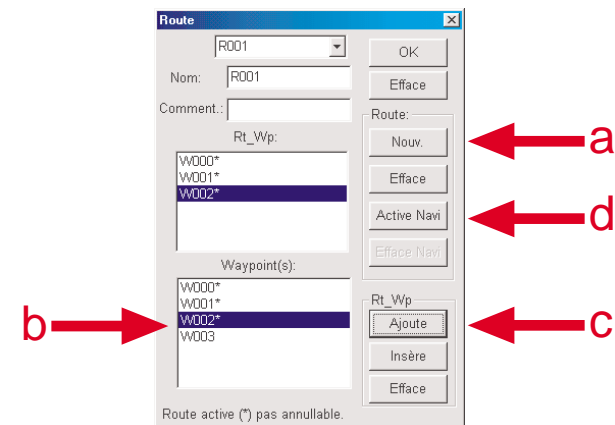 Route
R001
OK
Nom:
R001
Efface
Comment.:
Route:
Rt_Wp:
Nouv.
a
W000*
W001*
W002*
Efface
Active Navi
d
Efface Navi
Waypoint(s):
W000*
W001*
W002*
W003
b
Rt_Wp
Ajoute
c
Insère
Efface
Route active (*) pas annullable.